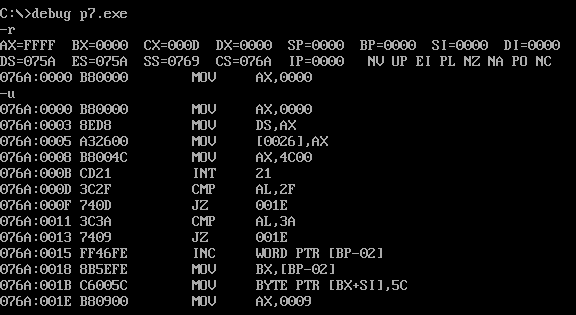 C:\>debug p7.exe
-r
AX=FFFF  BX=0000  CX=000D  DX=0000  SP=0000  BP=0000  SI=0000  DI=0000
DS=075A  ES=075A  SS=0769  CS=076A  IP=0000   NV UP EI PL NZ NA PO NC
076A:0000 B80000        MOV     AX,0000
-u
076A:0000 B80000        MOV     AX,0000
076A:0003 8ED8          MOV     DS,AX
076A:0005 A32600        MOV     [0026],AX
076A:0008 B8004C        MOV     AX,4C00
076A:000B CD21          INT     21
076A:000D 3C2F          CMP     AL,2F
076A:000F 740D          JZ      001E
076A:0011 3C3A          CMP     AL,3A
076A:0013 7409          JZ      001E
076A:0015 FF46FE        INC     WORD PTR [BP-02]
076A:0018 8B5EFE        MOV     BX,[BP-02]
076A:001B C6005C        MOV     BYTE PTR [BX+SI],5C
076A:001E B80900        MOV     AX,0009